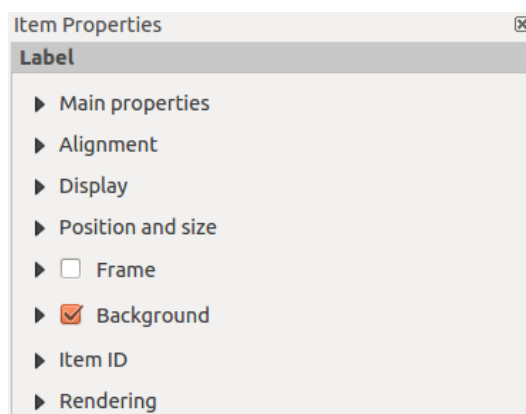 Item Properties
Label
Main properties
Alignment
Display
Position and size
Frame
Background
Item ID
Rendering